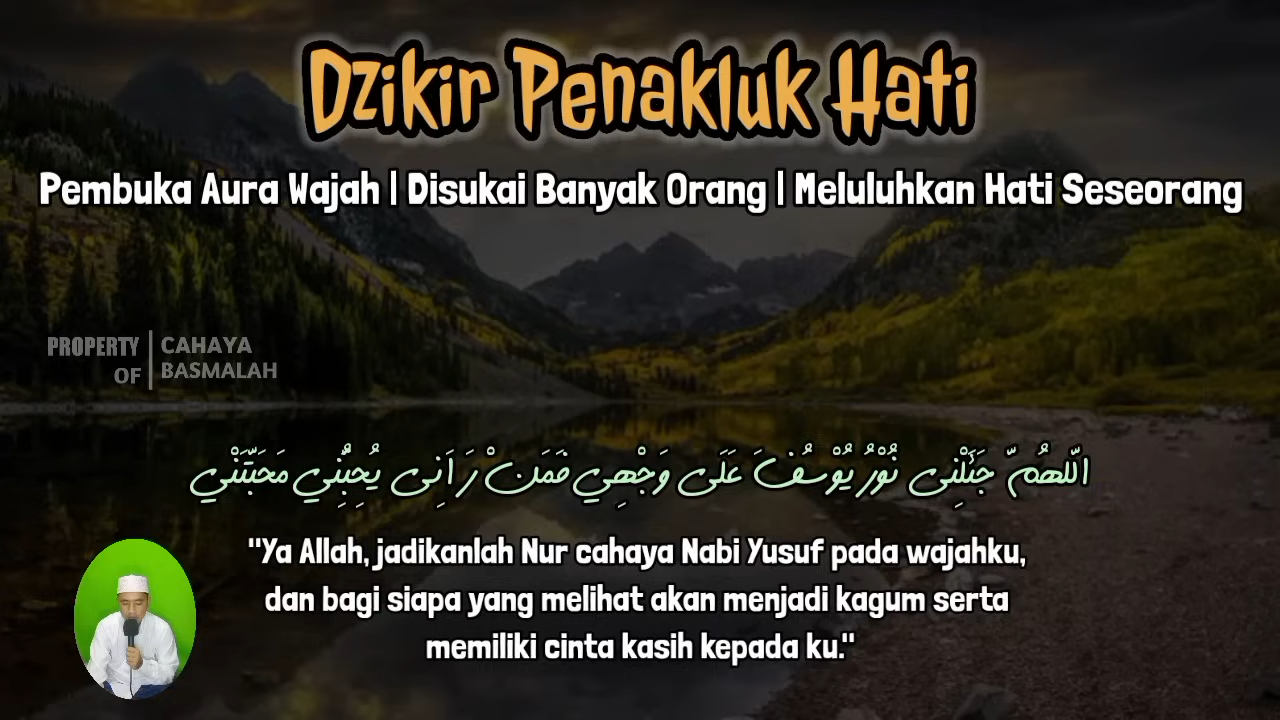 Dzikir Penakluk Hati
Pembuka Aura Wajah | Disukai Banyak Orang | Meluluhkan Hati Seseorang
PROPERTY OF | CAHAYA BASMALAH
اللّهُمّ جَنَلْنِى نُوْرُ يُوْسُفَ عَلَى وَجْهِي فَمَنْ رَاَنِى يُحِبُّنِي مَحَبَّتَنْي
"Ya Allah, jadikanlah Nur cahaya Nabi Yusuf pada wajahku,
dan bagi siapa yang melihat akan menjadi kagum serta
memiliki cinta kasih kepada ku."